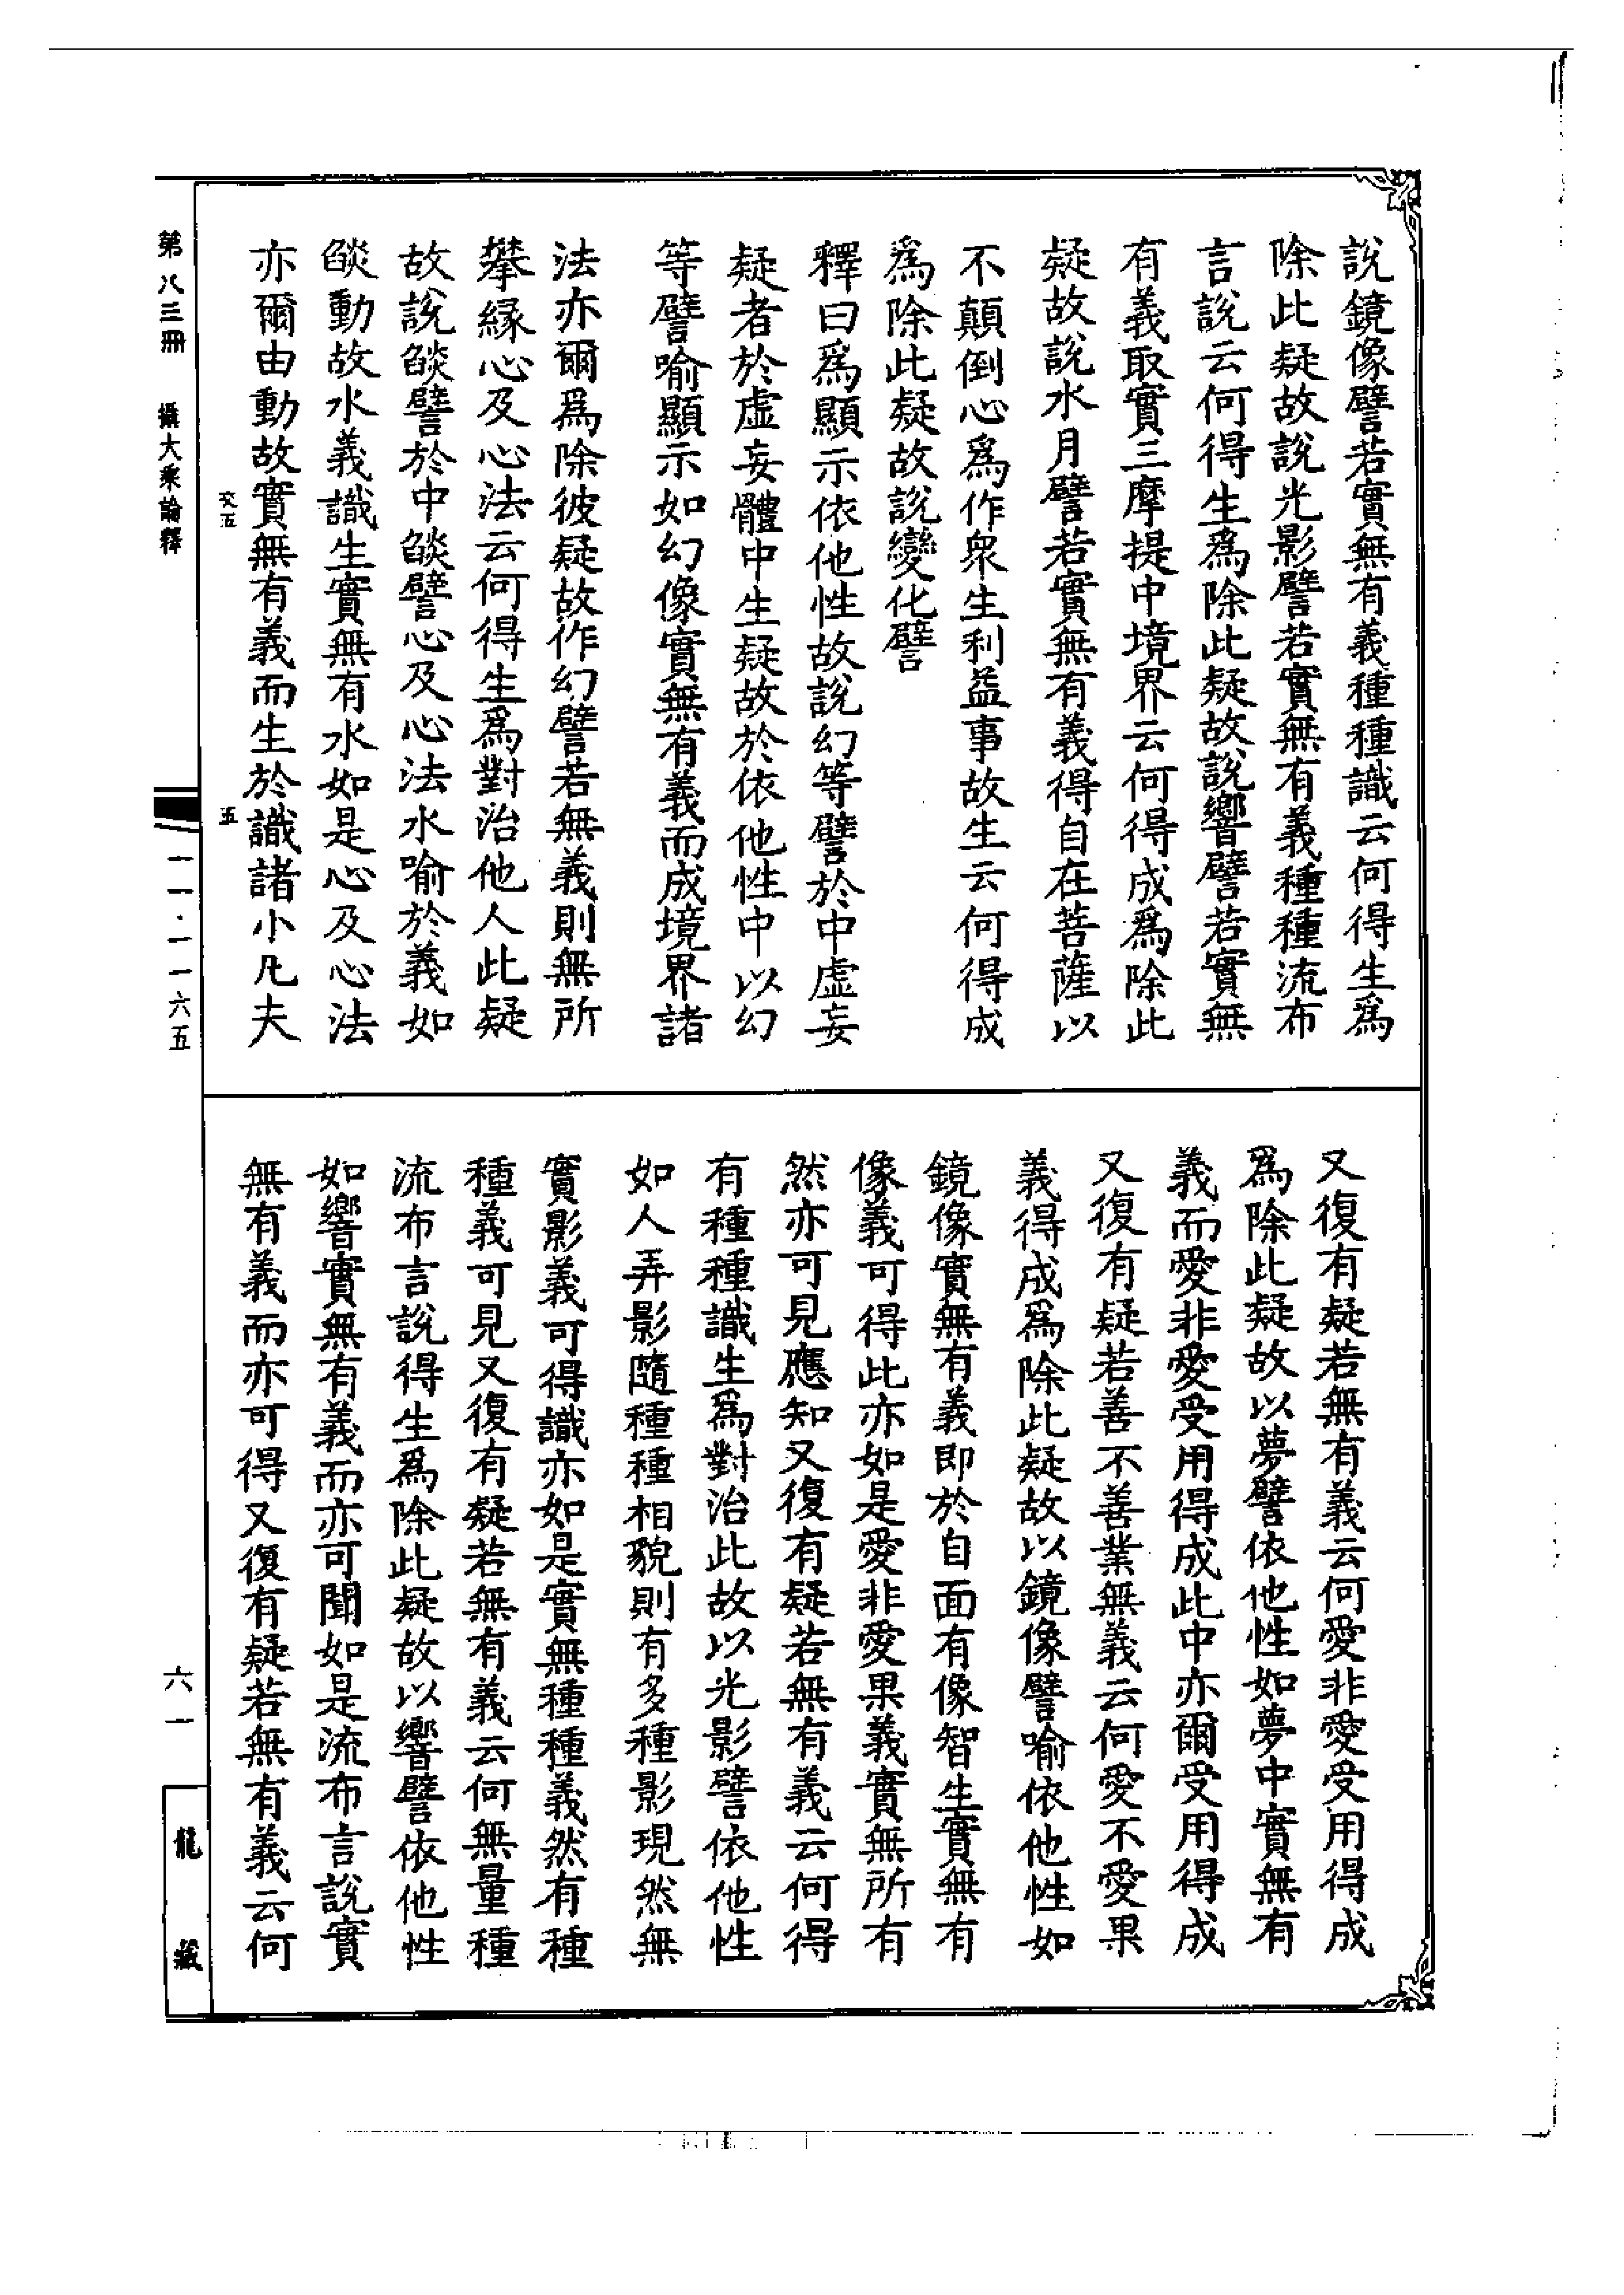 說鏡像譬若實無有義種種識云何得生爲
除此疑故說光影譬若實無有義種種流布
言說云何得生爲除此疑故說響譬若實無
有義取實三摩提中境界云何得成爲除此
疑故說水月譬若實無有義得自在菩薩以
不顛倒心爲作衆生利益事故生云何得成
爲除此疑故說變化譬
釋曰爲顯示依他性故說幻等譬於中虛妄
疑者於虛妄體中生疑故於依他性中以幻
等譬喻顯示如幻像實無有義而成境界諸
法亦爾爲除彼疑故作幻譬若無義則無所
攀緣心及心法云何得生爲對治他人此疑
故說燄譬於中燄譬心及心法水喻於義如
燄動故水義識生實無有水如是心及心法
亦爾由動故實無有義而生於識諸小凡夫
交五
五
又復有疑若無有義云何愛非愛受用得成
爲除此疑故以夢譬依他性如夢中實無有
義而愛非愛受用得成此中亦爾受用得成
又復有疑若善不善業無義云何愛不愛果
義得成爲除此疑故以鏡像譬喻依他性如
鏡像實無有義即於自面有像智生實無有
像義可得此亦如是愛非愛果義實無所有
然亦可見應知又復有疑若無有義云何得
有種種識生爲對治此故以光影譬依他性
如人弄影隨種種相貌則有多種影現然無
實影義可得識亦如是實無種種義然有種
種義可見又復有疑若無有義云何無量種
流布言說得生爲除此疑故以響譬依他性
如響實無有義而亦可聞如是流布言說實
無有義而亦可得又復有疑若無有義云何
第八三冊 攝大乘論釋
一一·一一六五
六一
龍藏